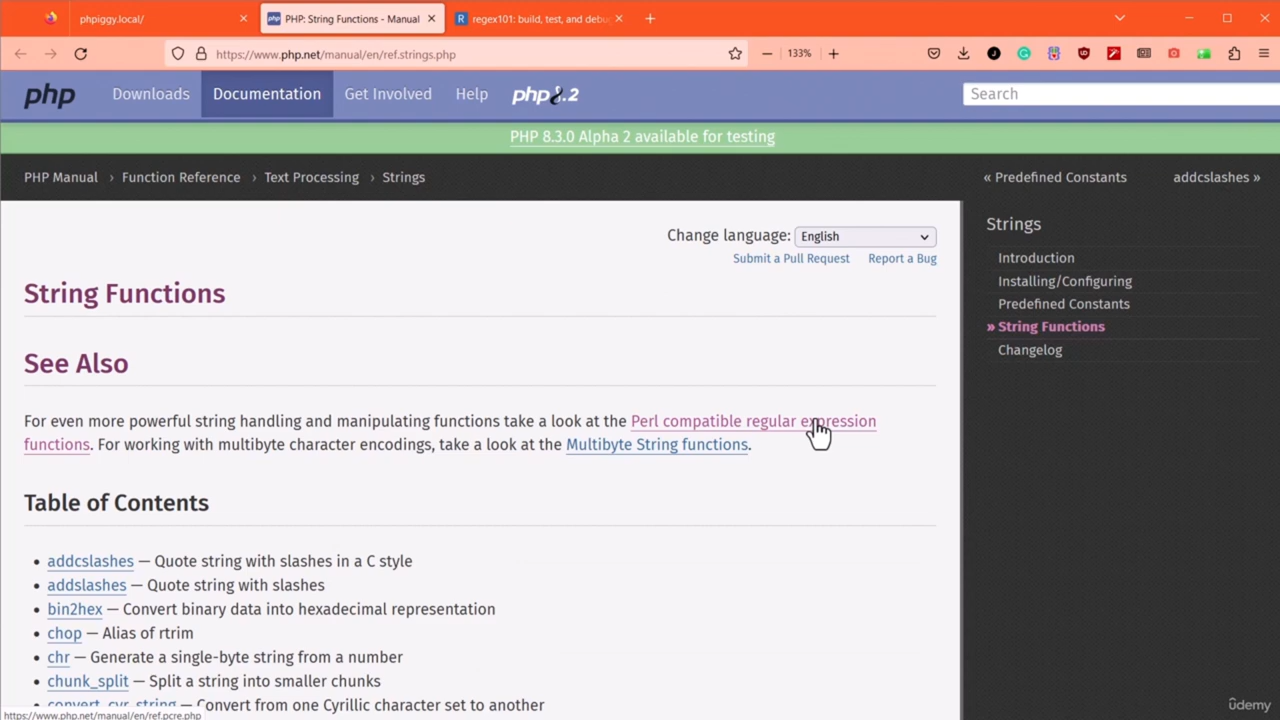 phpiggy.local/
PHP: String Functions - Manual
regex101: build, test, and debu
https://www.php.net/manual/en/ref.strings.php
133%
php
Downloads
Documentation
Get Involved
Help
php8.2
Search
PHP 8.3.0 Alpha 2 available for testing
PHP Manual › Function Reference › Text Processing › Strings
« Predefined Constants
addcslashes »
Change language: English
Submit a Pull Request
Report a Bug
Strings
Introduction
Installing/Configuring
Predefined Constants
» String Functions
Changelog
String Functions
See Also
For even more powerful string handling and manipulating functions take a look at the Perl compatible regular expression
functions. For working with multibyte character encodings, take a look at the Multibyte String functions.
Table of Contents
• addcslashes — Quote string with slashes in a C style
• addslashes — Quote string with slashes
• bin2hex — Convert binary data into hexadecimal representation
• chop — Alias of rtrim
• chr — Generate a single-byte string from a number
• chunk_split — Split a string into smaller chunks
• convert_cyr_string — Convert from one Cyrillic character set to another
https://www.php.net/manual/en/ref.pcre.php
ûdemy